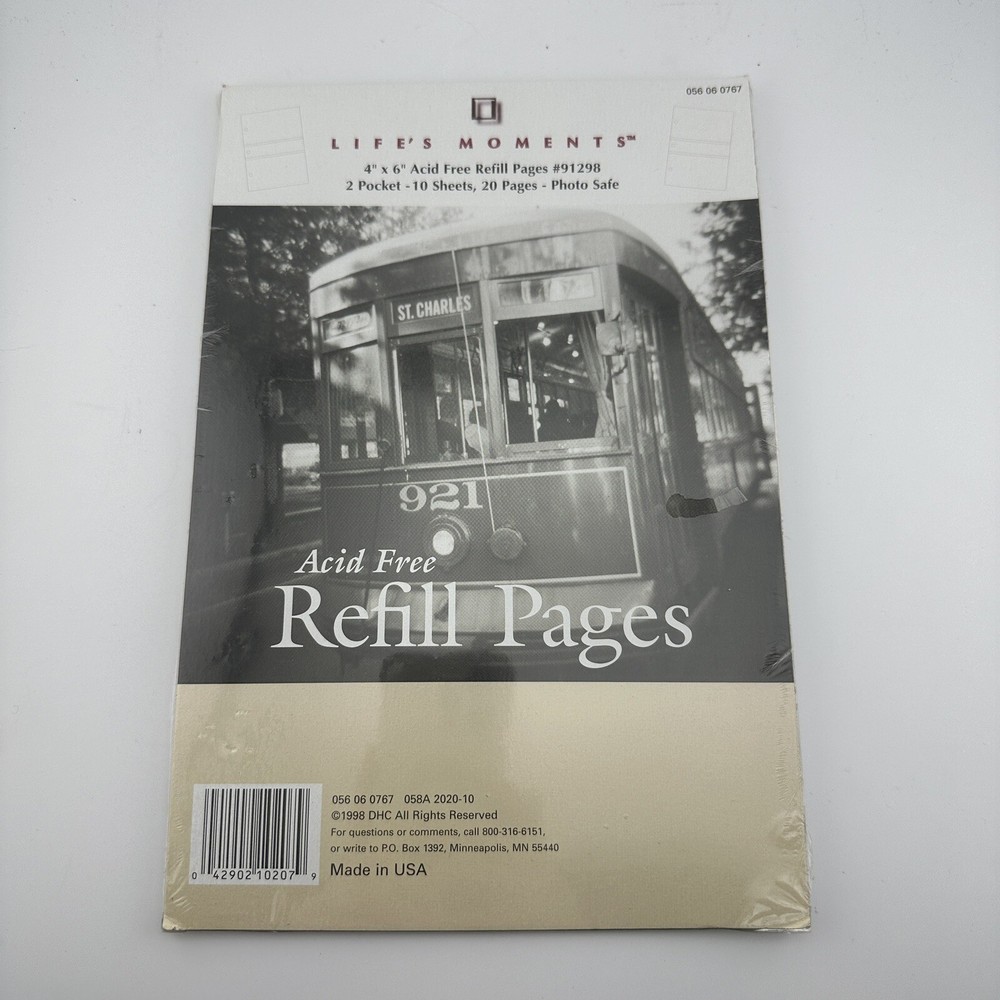 056 06 0767
LIFE'S MOMENTS™
4" x 6" Acid Free Refill Pages #91298
2 Pocket - 10 Sheets, 20 Pages - Photo Safe
ST. CHARLES
921
Acid Free
Refill Pages
056 06 0767 058A 2020-10
©1998 DHC All Rights Reserved
For questions or comments, call 800-316-6151,
or write to P.O. Box 1392, Minneapolis, MN 55440
Made in USA
0 42902 10207 9